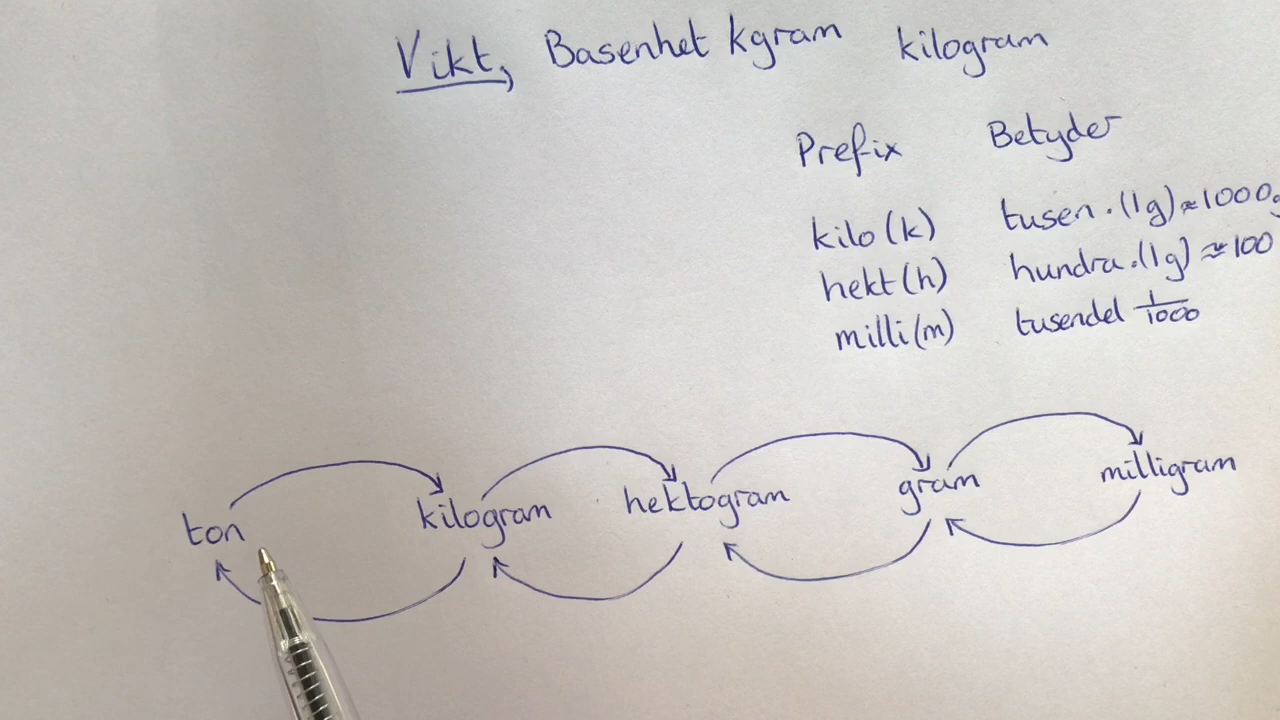 Vikt, Basenhet kgram kilogram
Prefix Betyder
kilo (k) tusen · (1g) ≈ 1000g
hekt (h) hundra · (1g) ≈ 100
milli (m) tusendel 1/1000
ton kilogram hektogram gram milligram